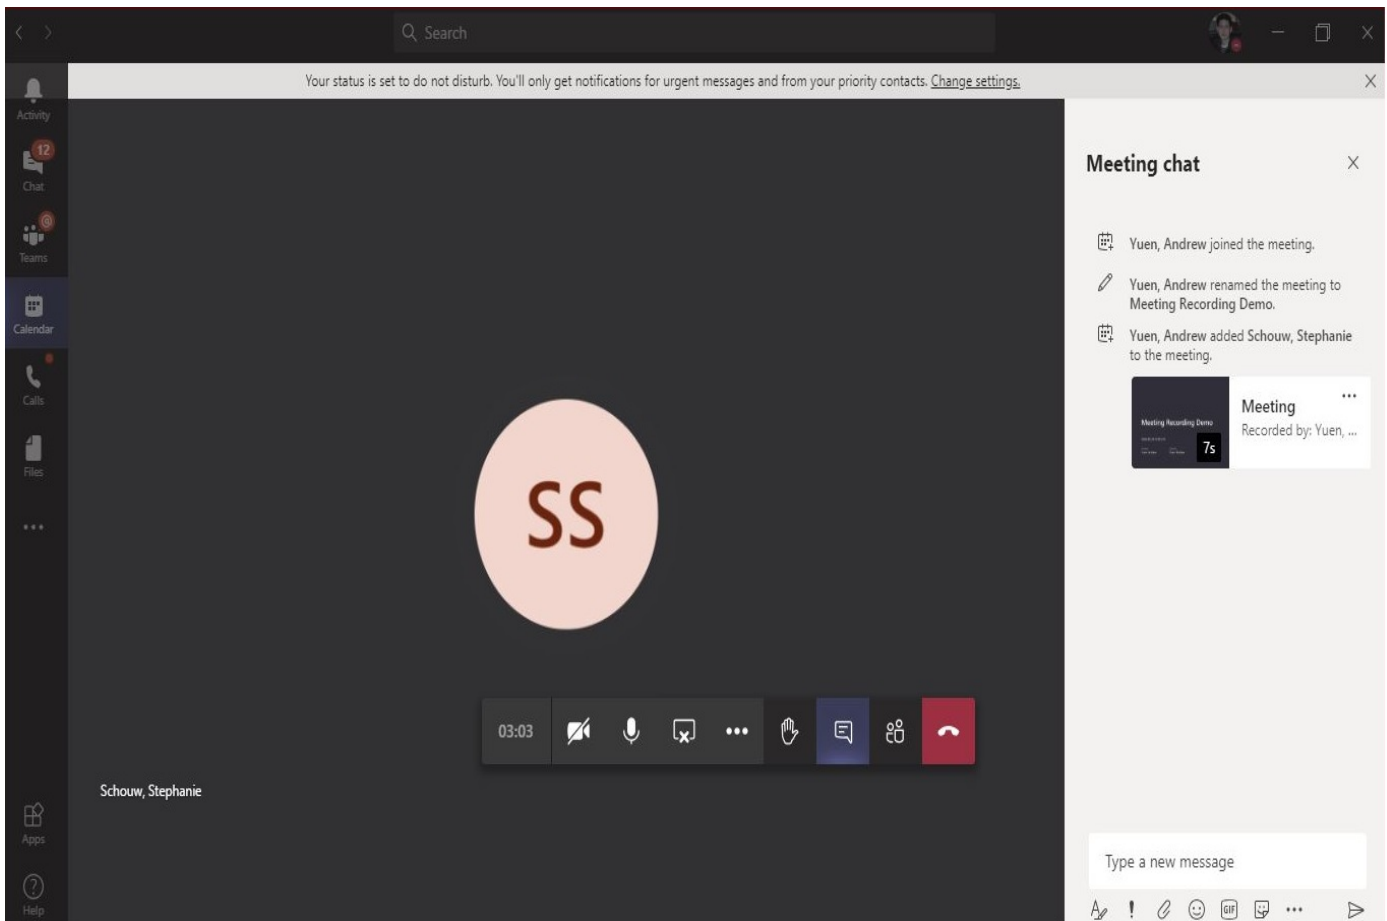 Search
Your status is set to do not disturb. You'll only get notifications for urgent messages and from your priority contacts. Change settings.
Activity
12
Chat
@
Teams
Calendar
Calls
Files
Apps
Help
SS
03:03
Schouw, Stephanie
Meeting chat
Yuen, Andrew joined the meeting.
Yuen, Andrew renamed the meeting to
Meeting Recording Demo.
Yuen, Andrew added Schouw, Stephanie
to the meeting.
Meeting Recording Demo
7s
Meeting
Recorded by: Yuen, ...
Type a new message
GIF